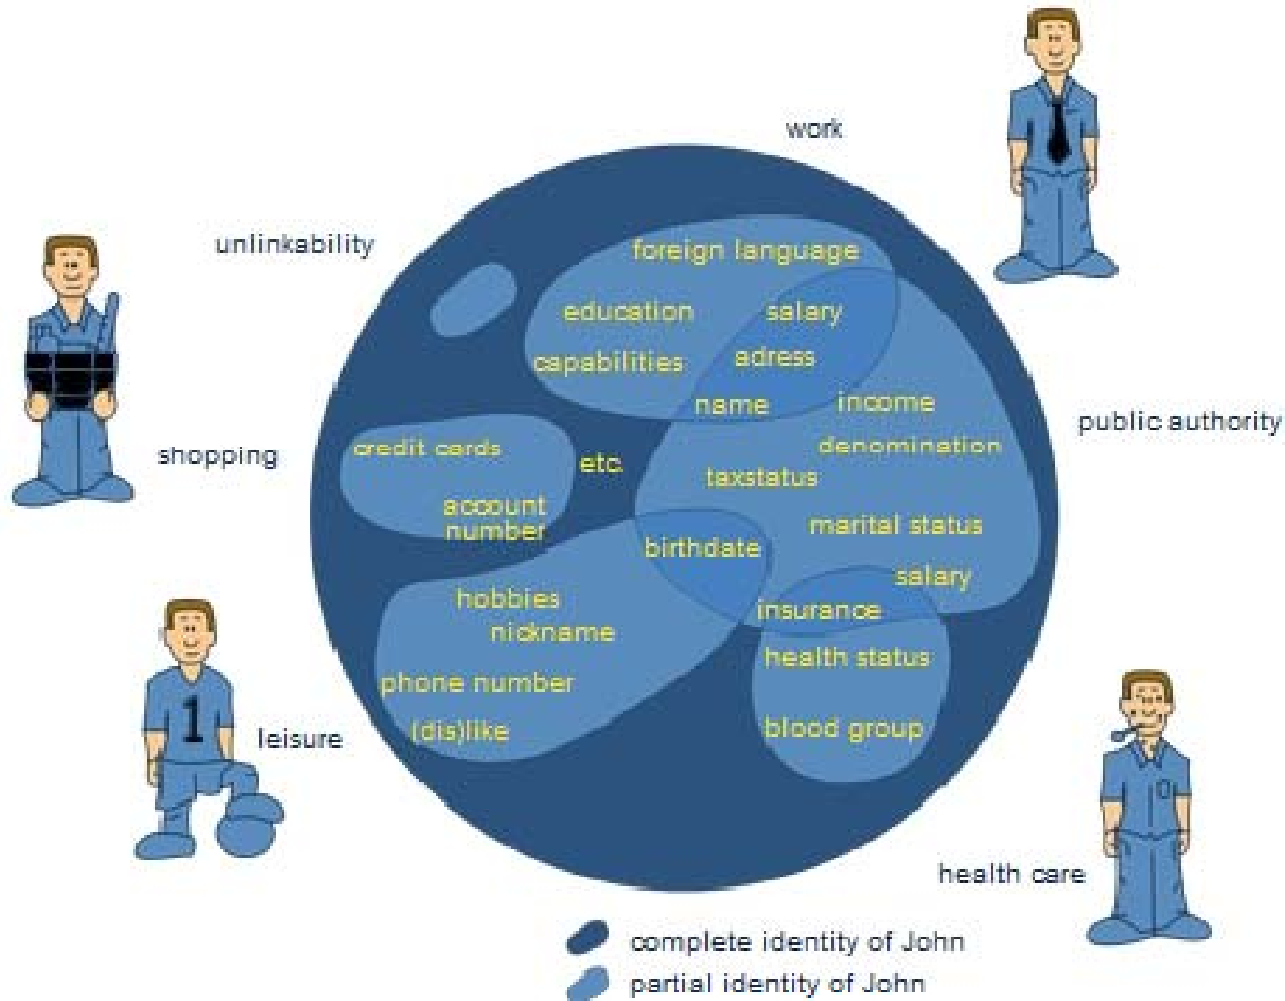 work
unlinkability
foreign language
education
salary
capabilities
adress
name
income
public authority
credit cards
denomination
shopping
etc.
taxstatus
account
number
marital status
birthdate
salary
hobbies
insurance
nickname
health status
phone number
(dis)like
blood group
1
leisure
health care
complete identity of John
partial identity of John